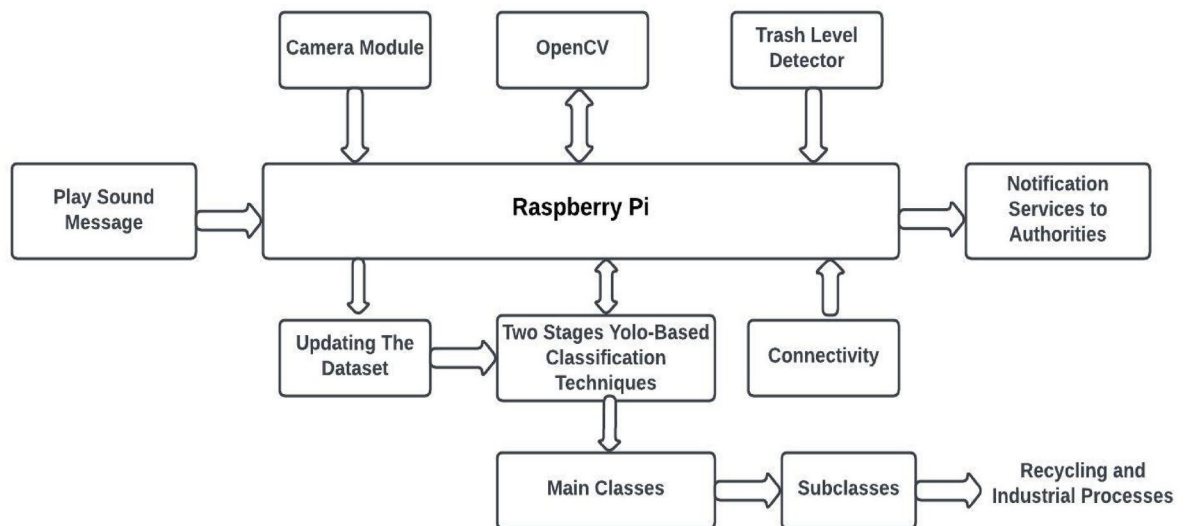 Camera Module
OpenCV
Trash Level
Detector
Play Sound
Message
Raspberry Pi
Notification
Services to
Authorities
Updating The
Dataset
Two Stages Yolo-Based
Classification
Techniques
Connectivity
Main Classes
Subclasses
Recycling and
Industrial Processes